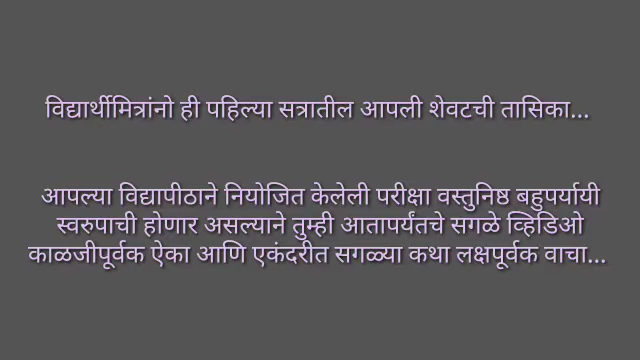 विद्यार्थीमित्रांनो ही पहिल्या सत्रातील आपली शेवटची तासिका...
आपल्या विद्यापीठाने नियोजित केलेली परीक्षा वस्तुनिष्ठ बहुपर्यायी
स्वरुपाची होणार असल्याने तुम्ही आतापर्यंतचे सगळे व्हिडिओ
काळजीपूर्वक ऐका आणि एकंदरीत सगळ्या कथा लक्षपूर्वक वाचा...